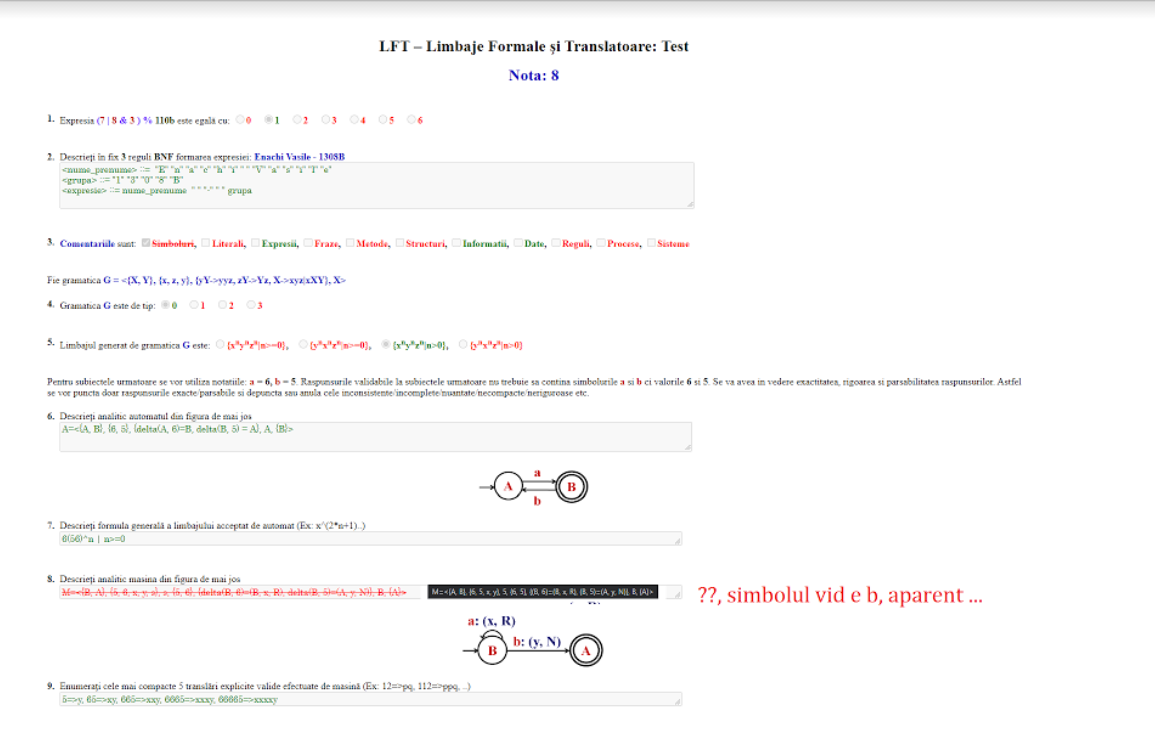 LFT – Limbaje Formale și Translatoare: Test
Nota: 8
1. Expresia (7 | 8 & 3 ) % 110b este egală cu: 0 1 2 3 4 5 6
2. Descrieți în fix 3 reguli BNF formarea expresiei: Enachi Vasile - 1308B
<nume_prenume> ::= "E" "n" "a" "c" "h" "i" " " "V" "a" "s" "i" "l" "e"
<grupa> ::= "1" "3" "0" "8" "B"
<expresie> ::= nume_prenume " " "-" " " grupa
3. Comentariile sunt: Simboluri, Literali, Expresii, Fraze, Metode, Structuri, Informatii, Date, Reguli, Procese, Sisteme
Fie gramatica G = <{X, Y}, {x, z, y}, {yY->yyz, zY->Yz, X->xyz|xXY}, X>
4. Gramatica G este de tip: 0 1 2 3
5. Limbajul generat de gramatica G este: {xⁿyⁿzⁿ|n>=0}, {yⁿxⁿzⁿ|n>=0}, {xⁿyⁿzⁿ|n>0}, {yⁿxⁿzⁿ|n>0}
Pentru subiectele urmatoare se vor utiliza notatiile: a = 6, b = 5. Raspunsurile validabile la subiectele urmatoare nu trebuie sa contina simbolurile a si b ci valorile 6 si 5. Se va avea in vedere exactitatea, rigoarea si parsabilitatea raspunsurilor. Astfel
se vor puncta doar raspunsurile exacte/parsabile si depuncta sau anula cele inconsistente/incomplete/nuantate/necompacte/neriguroase etc.
6. Descrieți analitic automatul din figura de mai jos
A=<{A, B}, {6, 5}, {delta(A, 6)=B, delta(B, 5) = A}, A, {B}>
a
A B
b
7. Descrieți formula generală a limbajului acceptat de automat (Ex: x^(2*n+1)..)
6(56)^n | n>=0
8. Descrieți analitic masina din figura de mai jos
M=<{B, A}, {5, 6, x, y, a}, a, {5, 6}, {delta(B, 6)=(B, x, R), delta(B, 5)=(A, y, N)}, B, {A}> M=<{A, B}, {6, 5, x, y}, 5, {6, 5}, {(B, 6)=(B, x, R), (B, 5)=(A, y, N)}, B, {A}>
??, simbolul vid e b, aparent ...
a: (x, R)
b: (y, N)
B A
9. Enumerați cele mai compacte 5 translări explicite valide efectuate de masină (Ex: 12=>pq, 112=>ppq, ..)
5=>y, 65=>xy, 665=>xxy, 6665=>xxxy, 66665=>xxxxy